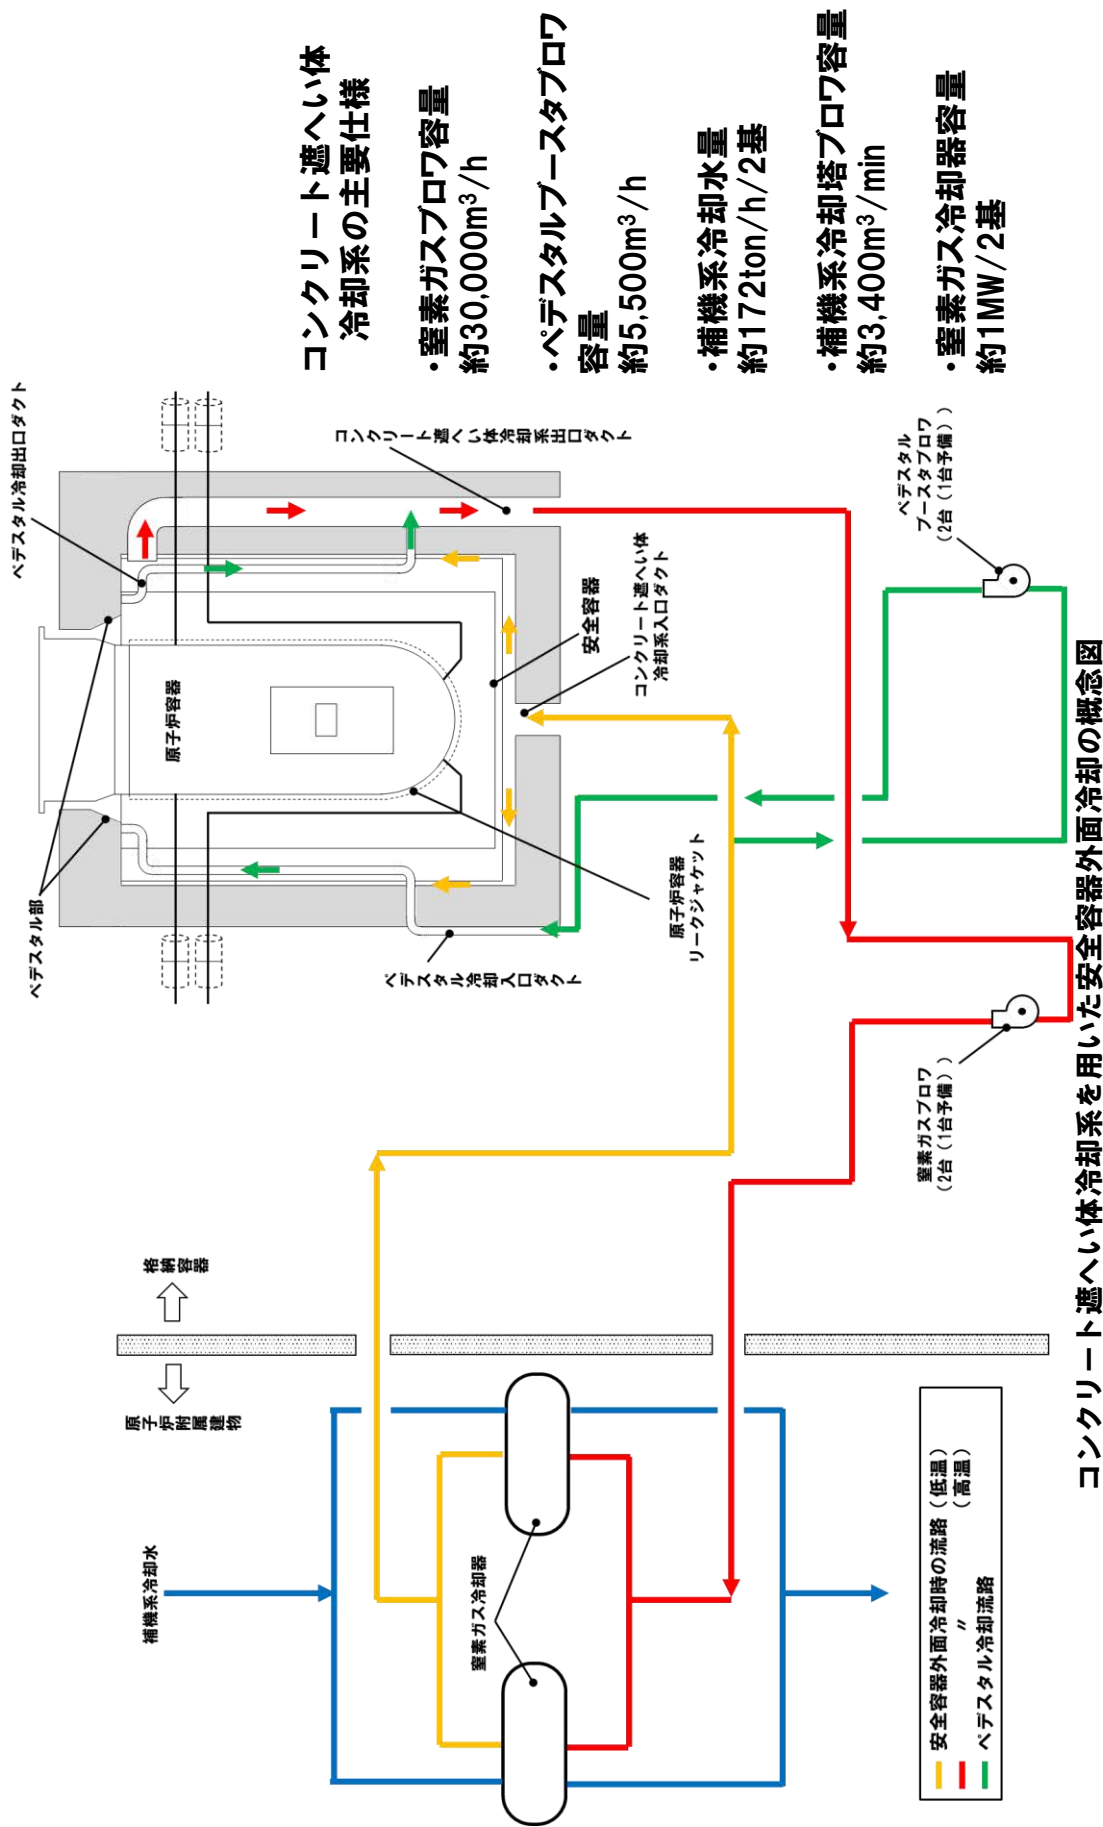 コンクリート遮へい体
冷却系の主要仕様
・窒素ガスブロワ容量
約30,000m³/h
・ペデスタルブースタブロワ
容量
約5,500m³/h
・補機系冷却水量
約172ton/h/2基
・補機系冷却塔ブロワ容量
約3,400m³/min
・窒素ガス冷却器容量
約1MW/2基
ペデスタル冷却出口ダクト
コンクリート遮へい体冷却系出口ダクト
ペデスタル部
原子炉容器
安全容器
コンクリート遮へい体
冷却系入口ダクト
原子炉容器
リークジャケット
ペデスタル冷却入口ダクト
ペデスタル
ブースタブロワ
(2台(1台予備))
窒素ガスブロワ
(2台(1台予備))
格納容器
原子炉附属建物
補機系冷却水
窒素ガス冷却器
安全容器外面冷却時の流路(低温)
〃 (高温)
ペデスタル冷却流路
コンクリート遮へい体冷却系を用いた安全容器外面冷却の概念図